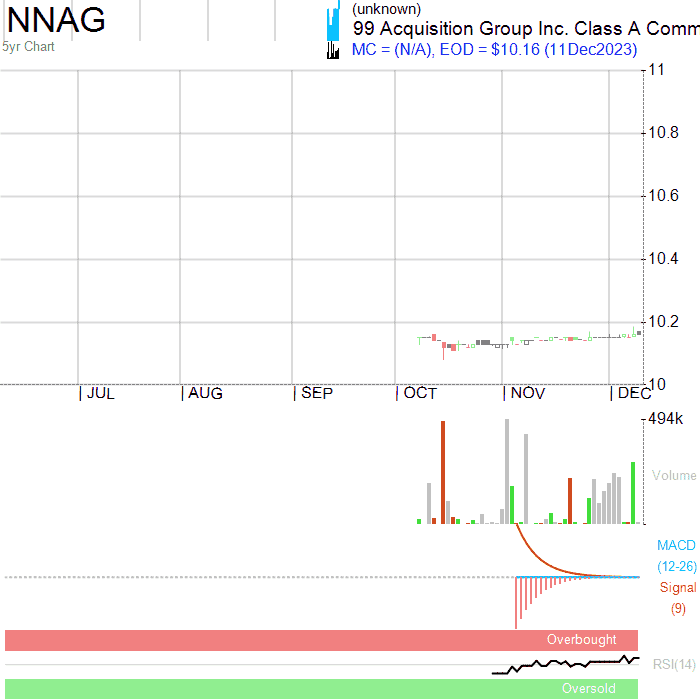 NNAG
5yr Chart
(unknown)
99 Acquisition Group Inc. Class A Comm
MC = (N/A), EOD = $10.16 (11Dec2023)
11
10.8
10.6
10.4
10.2
10
JUL AUG SEP OCT NOV DEC
494k
Volume
MACD
(12-26)
Signal
(9)
Overbought
RSI(14)
Oversold